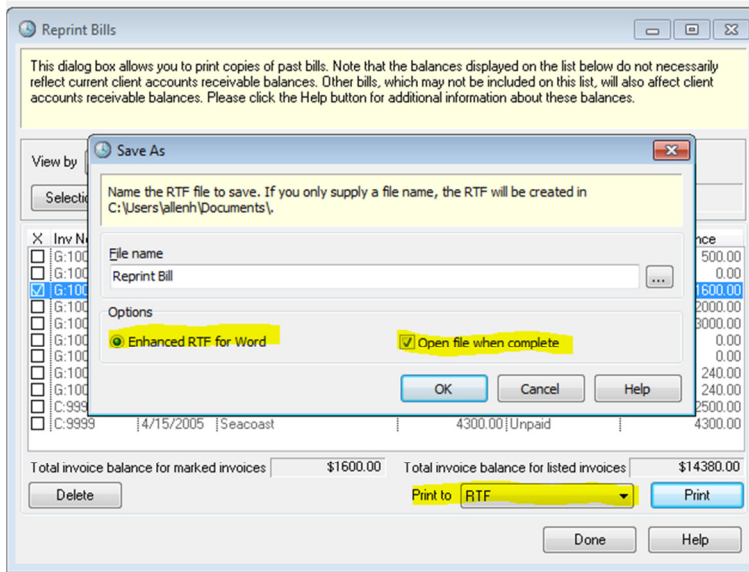 Reprint Bills
This dialog box allows you to print copies of past bills. Note that the balances displayed on the list below do not necessarily
reflect current client accounts receivable balances. Other bills, which may not be included on this list, will also affect client
accounts receivable balances. Please click the Help button for additional information about these balances.
View by
Save As
Name the RTF file to save. If you only supply a file name, the RTF will be created in
C:\Users\allenh\Documents\.
Selectio
X Inv N nce
File name
G:100 500.00
Reprint Bill ...
G:100 0.00
G:100 1600.00
G:100 2000.00
Options
G:100 3000.00
Enhanced RTF for Word Open file when complete
G:100 0.00
G:100 0.00
G:100 240.00
G:100 240.00
OK Cancel Help
C:999 2500.00
C:9999 4/15/2005 Seacoast 4300.00 Unpaid 4300.00
Total invoice balance for marked invoices $1600.00 Total invoice balance for listed invoices $14380.00
Delete Print to RTF Print
Done Help